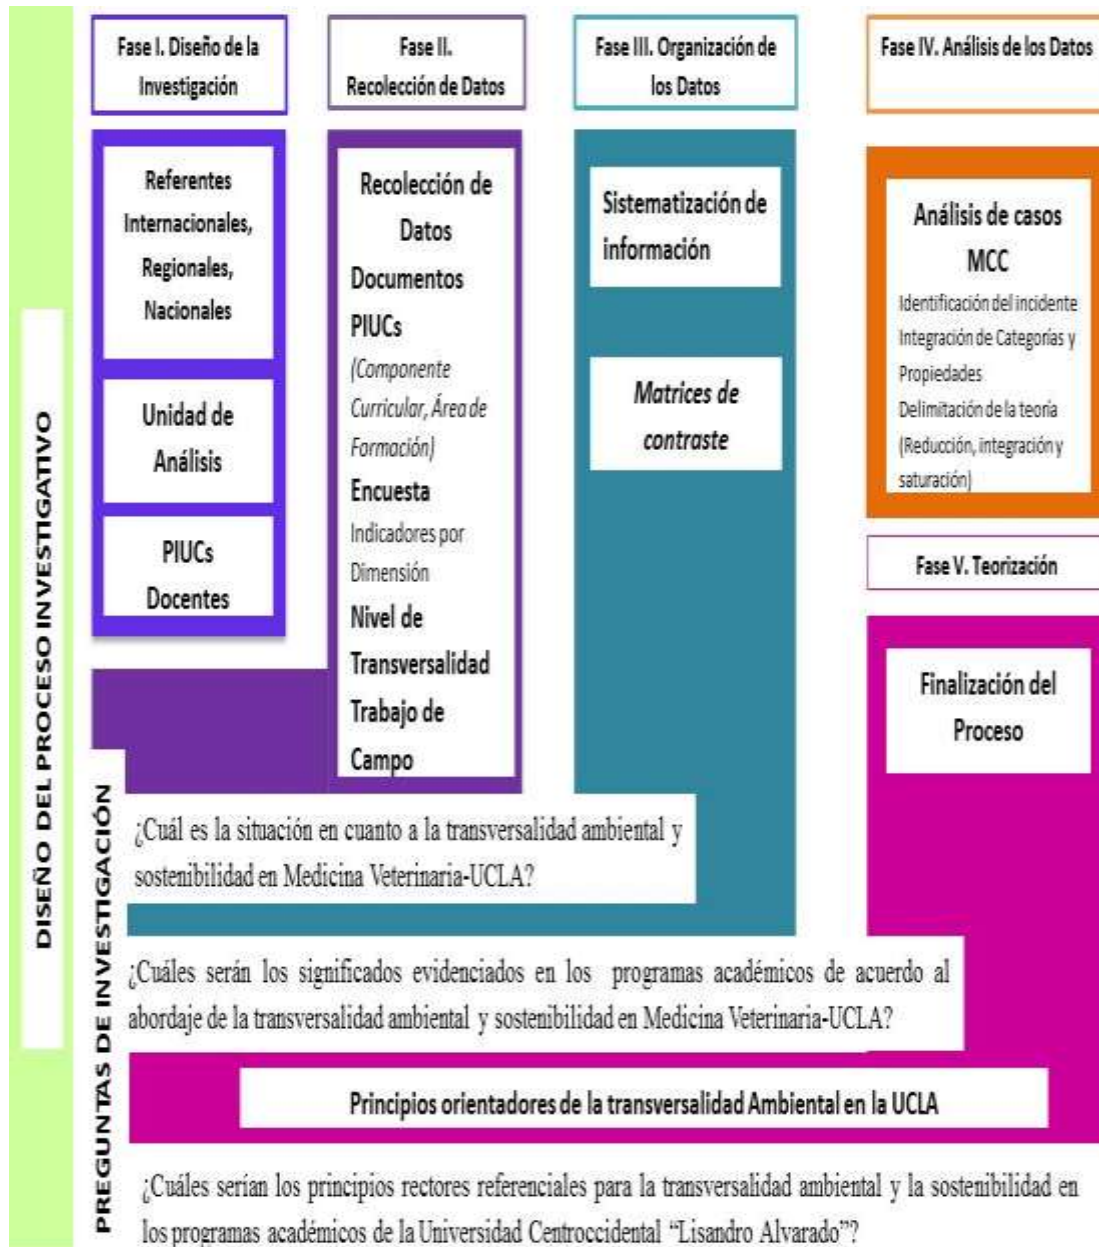 DISEÑO DEL PROCESO INVESTIGATIVO
PREGUNTAS DE INVESTIGACIÓN
Fase I. Diseño de la
Investigación
Referentes
Internacionales,
Regionales,
Nacionales
Unidad de
Análisis
PIUCs
Docentes
Fase II.
Recolección de Datos
Recolección de
Datos
Documentos
PIUCs
(Componente
Curricular, Área de
Formación)
Encuesta
Indicadores por
Dimensión
Nivel de
Transversalidad
Trabajo de
Campo
Fase III. Organización de
los Datos
Sistematización de
información
Matrices de
contraste
Fase IV. Análisis de los Datos
Análisis de casos
MCC
Identificación del incidente
Integración de Categorías y
Propiedades
Delimitación de la teoría
(Reducción, integración y
saturación)
Fase V. Teorización
Finalización del
Proceso
¿Cuál es la situación en cuanto a la transversalidad ambiental y
sostenibilidad en Medicina Veterinaria-UCLA?
¿Cuáles serán los significados evidenciados en los programas académicos de acuerdo al
abordaje de la transversalidad ambiental y sostenibilidad en Medicina Veterinaria-UCLA?
Principios orientadores de la transversalidad Ambiental en la UCLA
¿Cuáles serían los principios rectores referenciales para la transversalidad ambiental y la sostenibilidad en
los programas académicos de la Universidad Centroccidental “Lisandro Alvarado”?